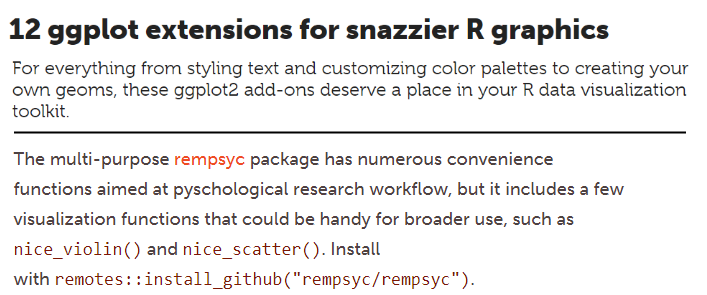 12 ggplot extensions for snazzier R graphics
For everything from styling text and customizing color palettes to creating your
own geoms, these ggplot2 add-ons deserve a place in your R data visualization
toolkit.
The multi-purpose rempsyc package has numerous convenience
functions aimed at pyschological research workflow, but it includes a few
visualization functions that could be handy for broader use, such as
nice_violin() and nice_scatter(). Install
with remotes::install_github("rempsyc/rempsyc").